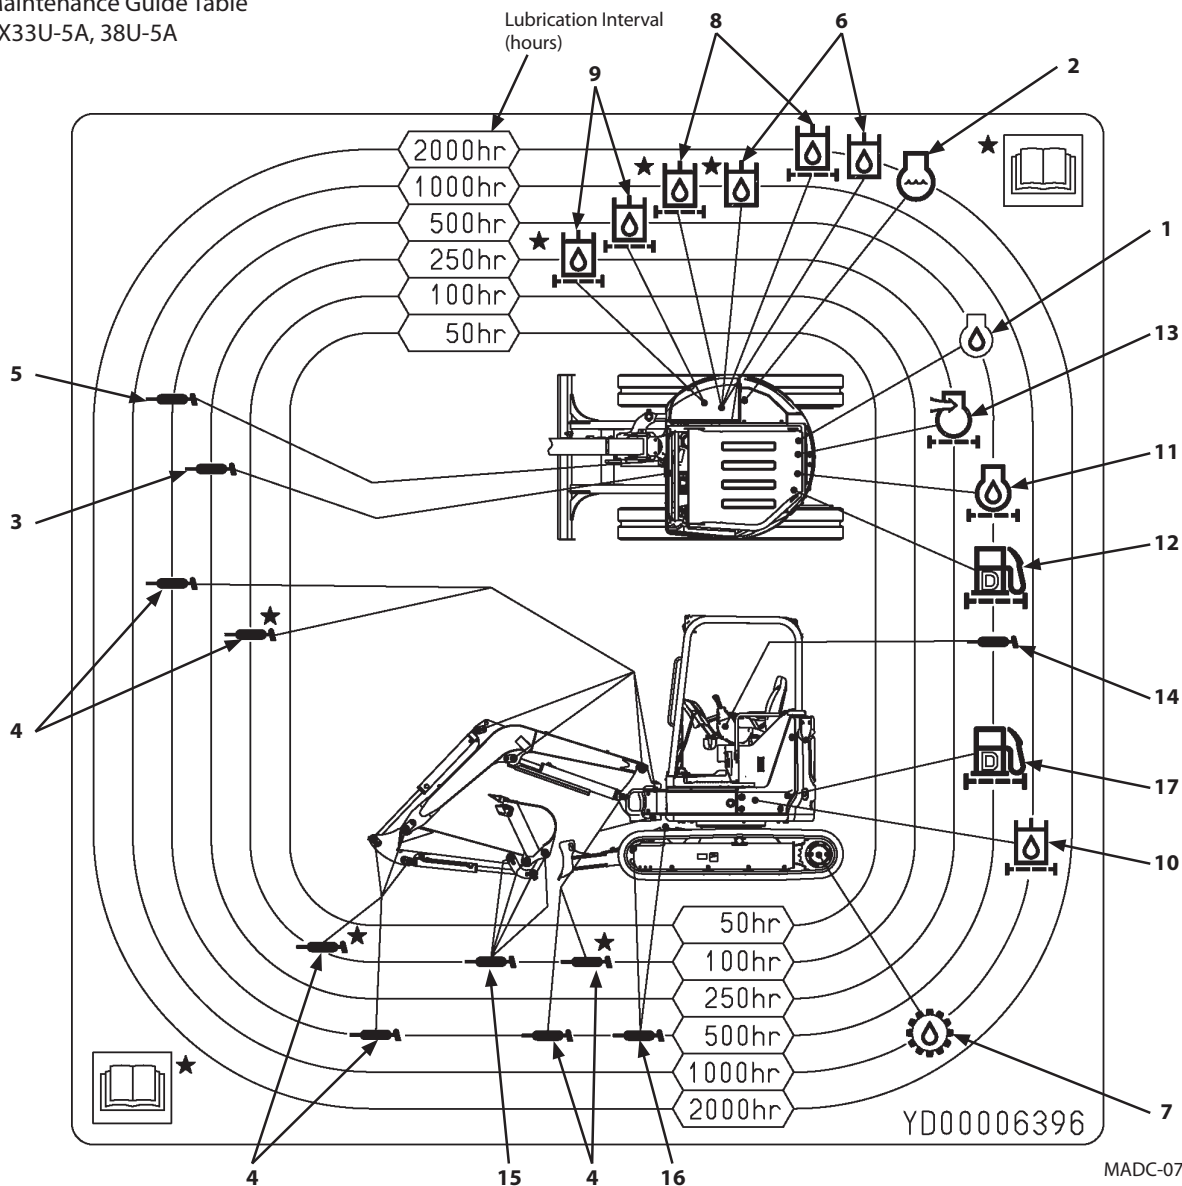 Maintenance Guide Table
X33U-5A, 38U-5A
Lubrication Interval
(hours)
8
6
9
2
2000hr
1000hr
500hr
250hr
100hr
50hr
1
13
5
11
3
D
12
14
4
D
17
10
50hr
100hr
250hr
500hr
1000hr
2000hr
7
YD00006396
4
15
4
16
MADC-07